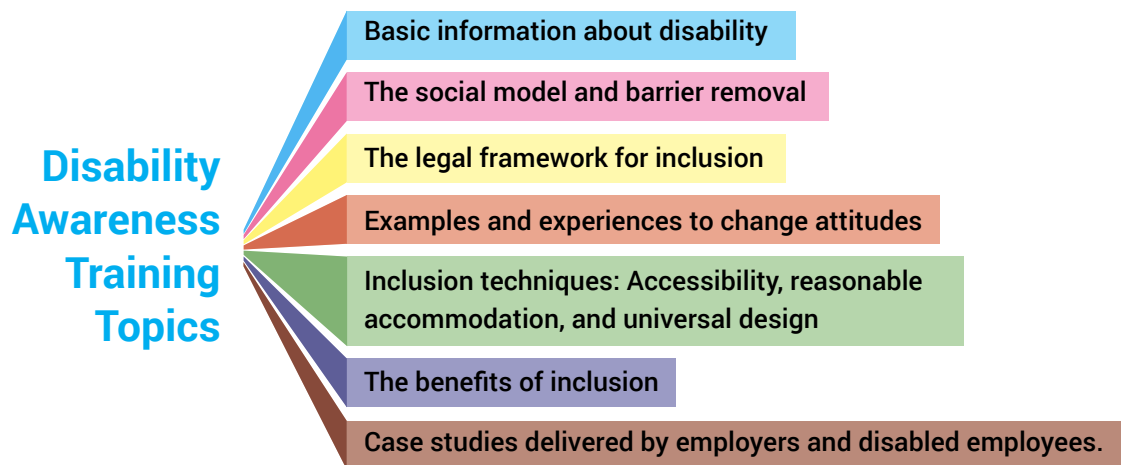 Disability
Awareness
Training
Topics
Basic information about disability
The social model and barrier removal
The legal framework for inclusion
Examples and experiences to change attitudes
Inclusion techniques: Accessibility, reasonable
accommodation, and universal design
The benefits of inclusion
Case studies delivered by employers and disabled employees.